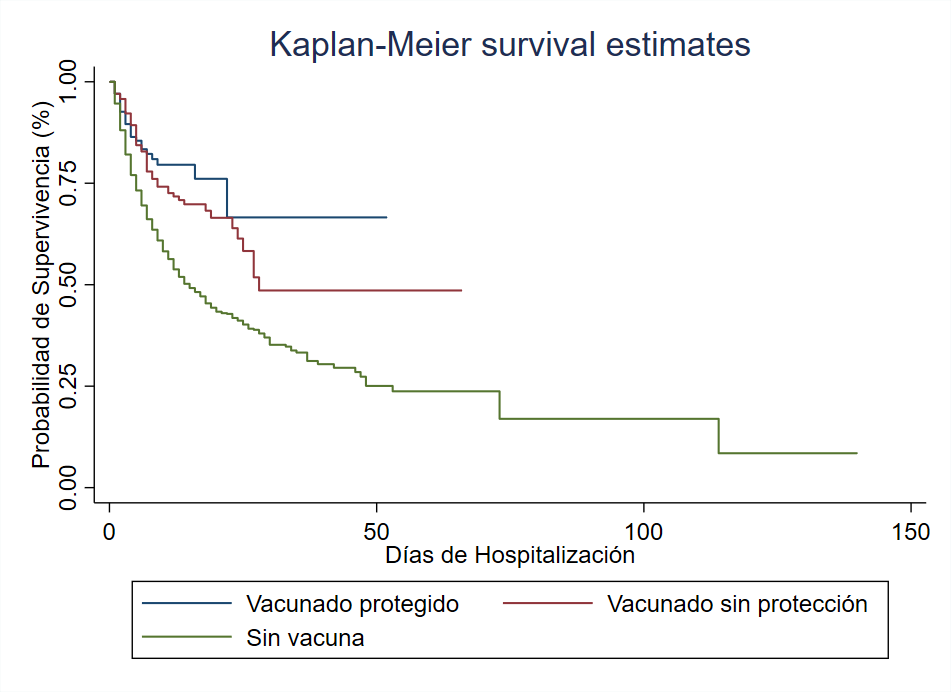 Kaplan-Meier survival estimates
Probabilidad de Supervivencia (%)
1.00
0.75
0.50
0.25
0.00
0 50 100 150
Días de Hospitalización
Vacunado protegido Vacunado sin protección
Sin vacuna